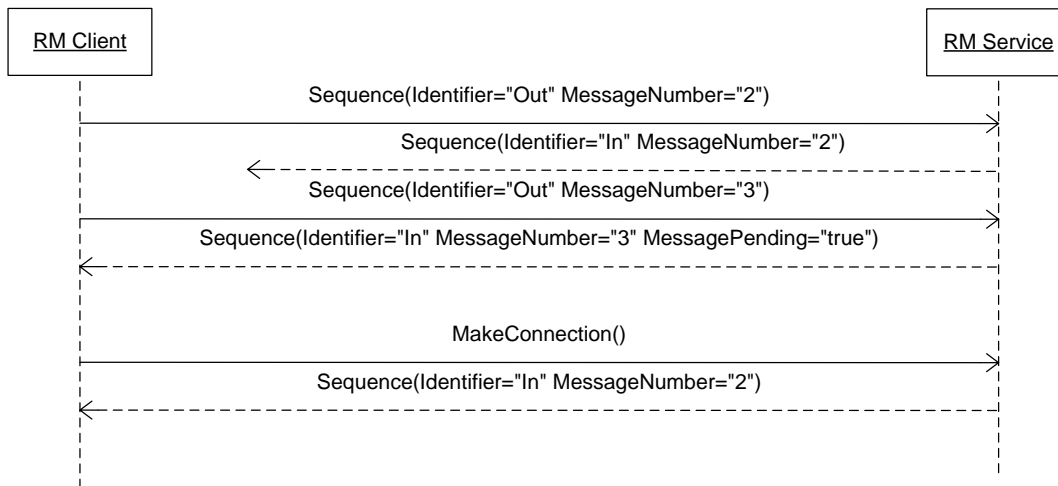 RM Client
RM Service
Sequence(Identifier="Out" MessageNumber="2")
Sequence(Identifier="In" MessageNumber="2")
Sequence(Identifier="Out" MessageNumber="3")
Sequence(Identifier="In" MessageNumber="3" MessagePending="true")
MakeConnection()
Sequence(Identifier="In" MessageNumber="2")